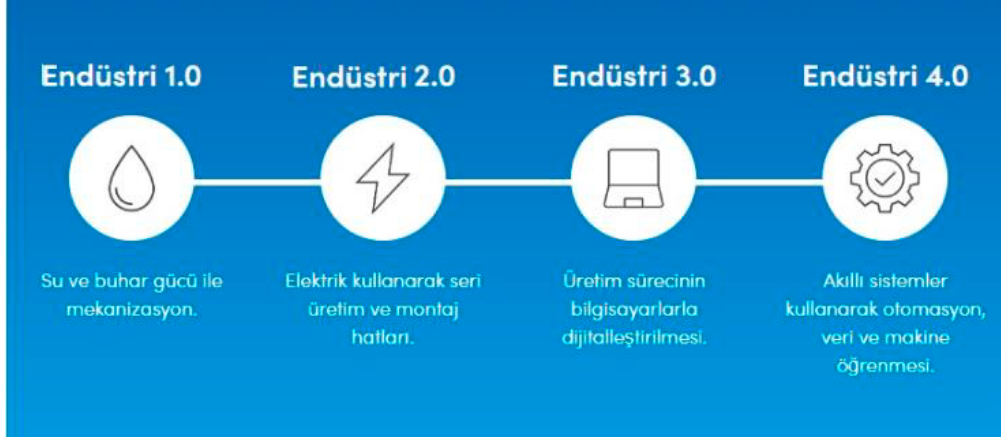 Endüstri 1.0
Endüstri 2.0
Endüstri 3.0
Endüstri 4.0
Su ve buhar gücü ile
mekanizasyon.
Elektrik kullanarak seri
üretim ve montaj
hatları.
Üretim sürecinin
bilgisayarlarla
dijitalleştirilmesi.
Akıllı sistemler
kullanarak otomasyon,
veri ve makine
öğrenmesi.